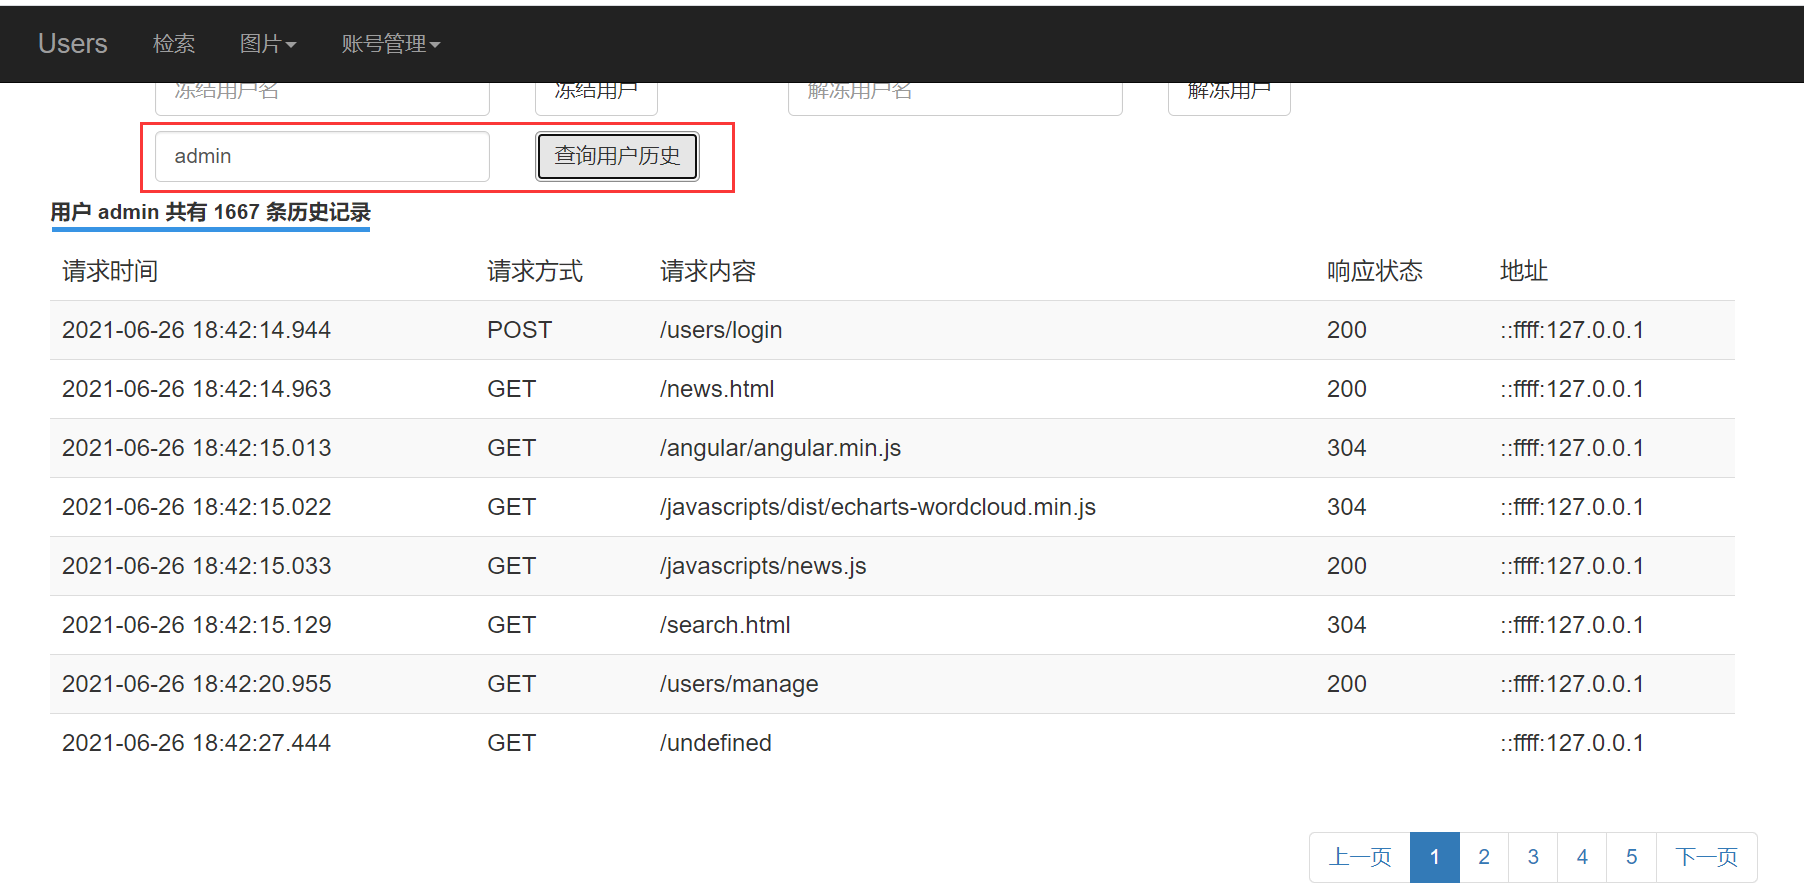 Users 检索 图片 账号管理
冻结用户名 冻结用户 解冻用户名 解冻用户
admin 查询用户历史
用户 admin 共有 1667 条历史记录
请求时间 请求方式 请求内容 响应状态 地址
2021-06-26 18:42:14.944 POST /users/login 200 ::ffff:127.0.0.1
2021-06-26 18:42:14.963 GET /news.html 200 ::ffff:127.0.0.1
2021-06-26 18:42:15.013 GET /angular/angular.min.js 304 ::ffff:127.0.0.1
2021-06-26 18:42:15.022 GET /javascripts/dist/echarts-wordcloud.min.js 304 ::ffff:127.0.0.1
2021-06-26 18:42:15.033 GET /javascripts/news.js 200 ::ffff:127.0.0.1
2021-06-26 18:42:15.129 GET /search.html 304 ::ffff:127.0.0.1
2021-06-26 18:42:20.955 GET /users/manage 200 ::ffff:127.0.0.1
2021-06-26 18:42:27.444 GET /undefined ::ffff:127.0.0.1
上一页 1 2 3 4 5 下一页